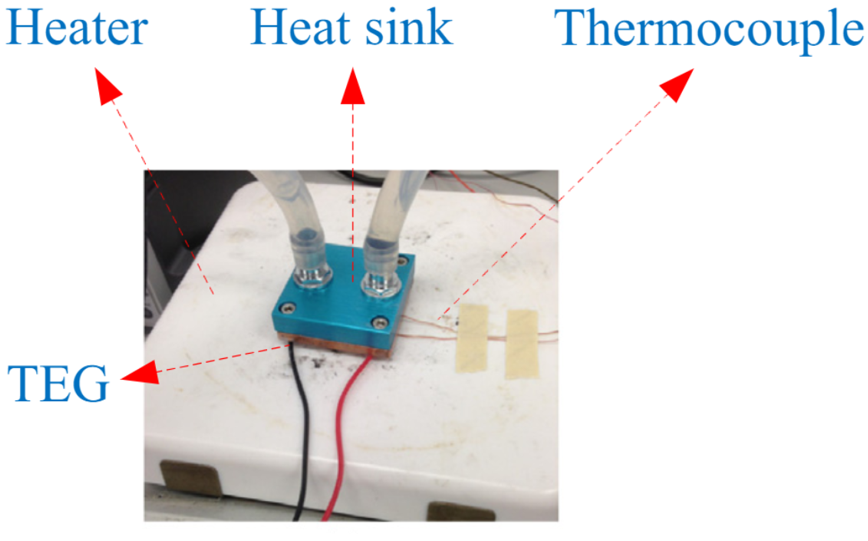 Heater
Heat sink
Thermocouple
TEG